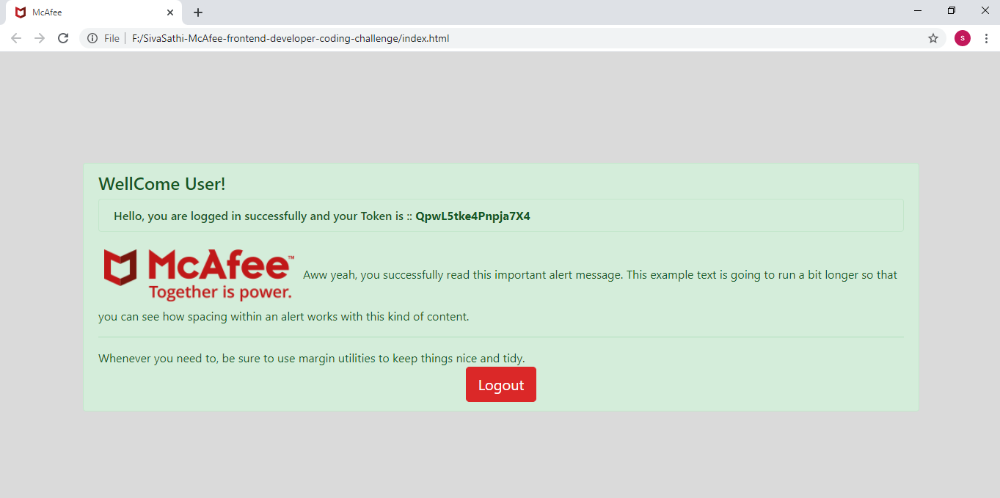 McAfee
File F:/SivaSathi-McAfee-frontend-developer-coding-challenge/index.html
s
WellCome User!
Hello, you are logged in successfully and your Token is :: QpwL5tke4Pnpja7X4
McAfee™
Together is power.
Aww yeah, you successfully read this important alert message. This example text is going to run a bit longer so that
you can see how spacing within an alert works with this kind of content.
Whenever you need to, be sure to use margin utilities to keep things nice and tidy.
Logout